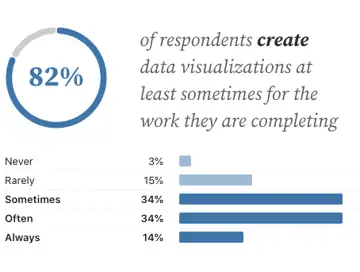 82%
of respondents create
data visualizations at
least sometimes for the
work they are completing
Never 3%
Rarely 15%
Sometimes 34%
Often 34%
Always 14%